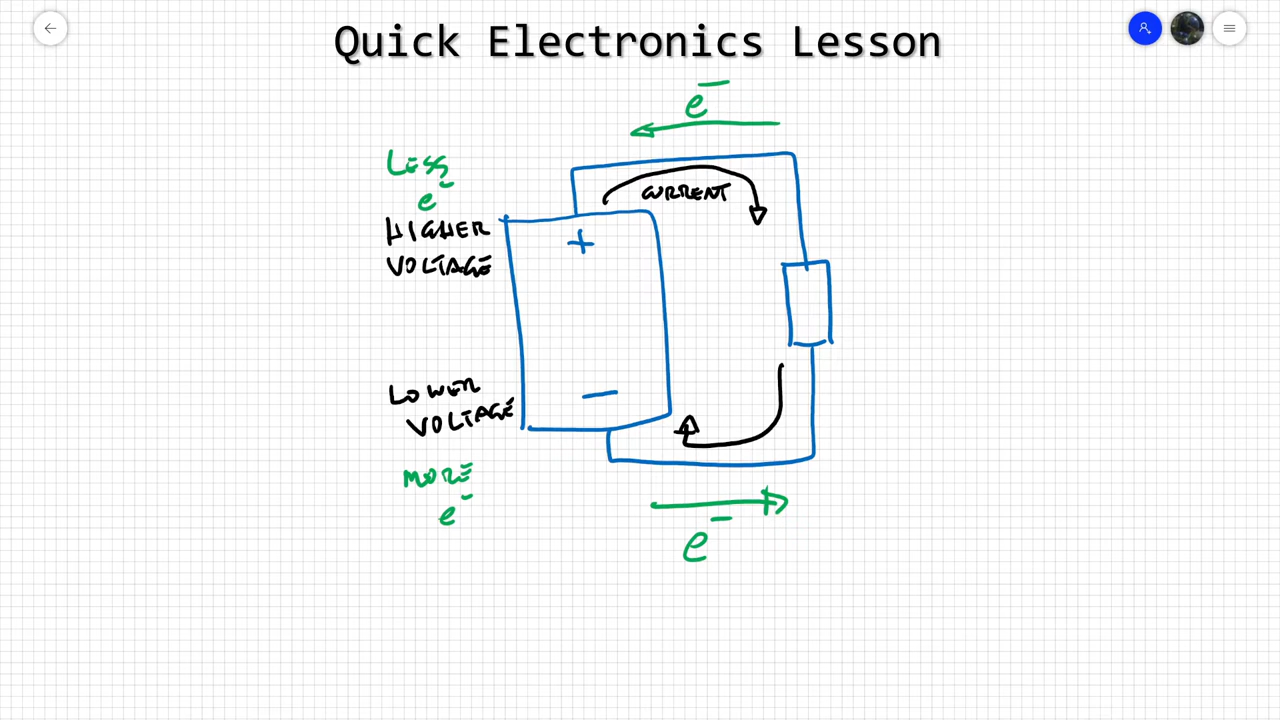 Quick Electronics Lesson
e⁻
LESS
e⁻
CURRENT
HIGHER
VOLTAGE
+
−
LOWER
VOLTAGE
MORE
e⁻
e⁻